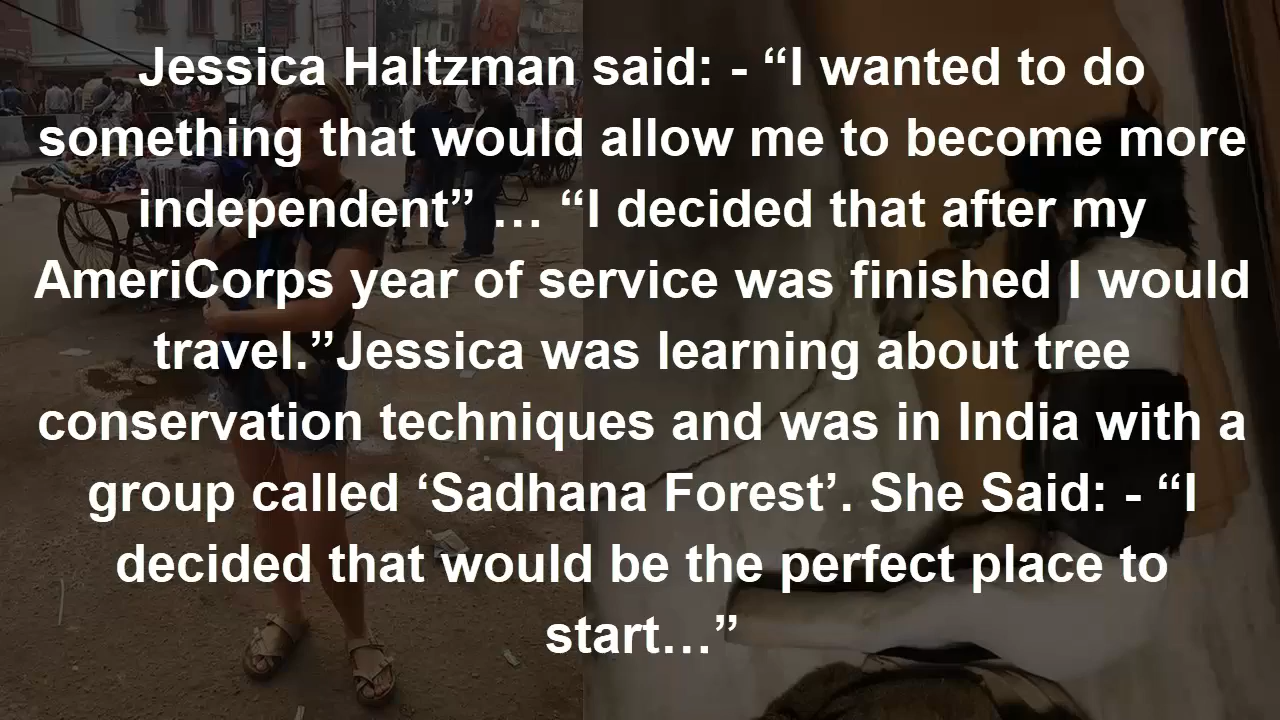 Jessica Haltzman said: - “I wanted to do
something that would allow me to become more
independent” … “I decided that after my
AmeriCorps year of service was finished I would
travel.”Jessica was learning about tree
conservation techniques and was in India with a
group called ‘Sadhana Forest’. She Said: - “I
decided that would be the perfect place to
start…”